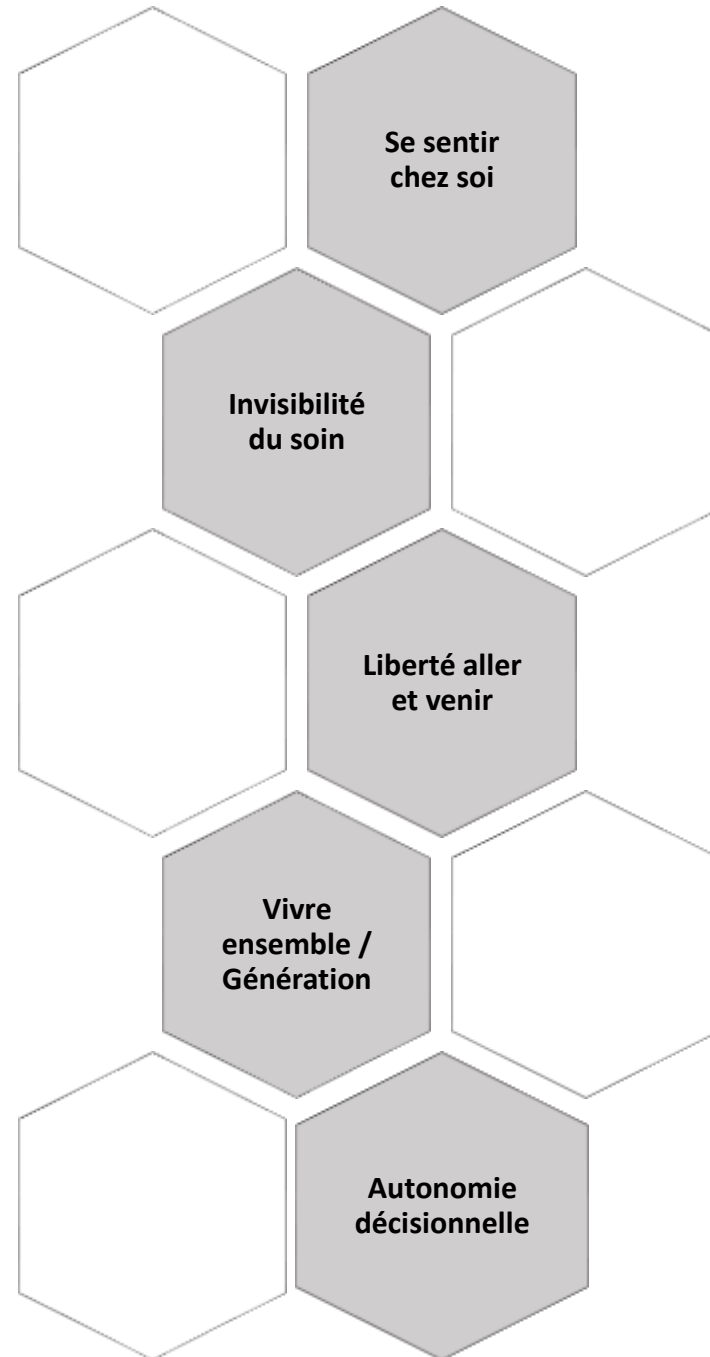 Se sentir
chez soi
Invisibilité
du soin
Liberté aller
et venir
Vivre
ensemble /
Génération
Autonomie
décisionnelle